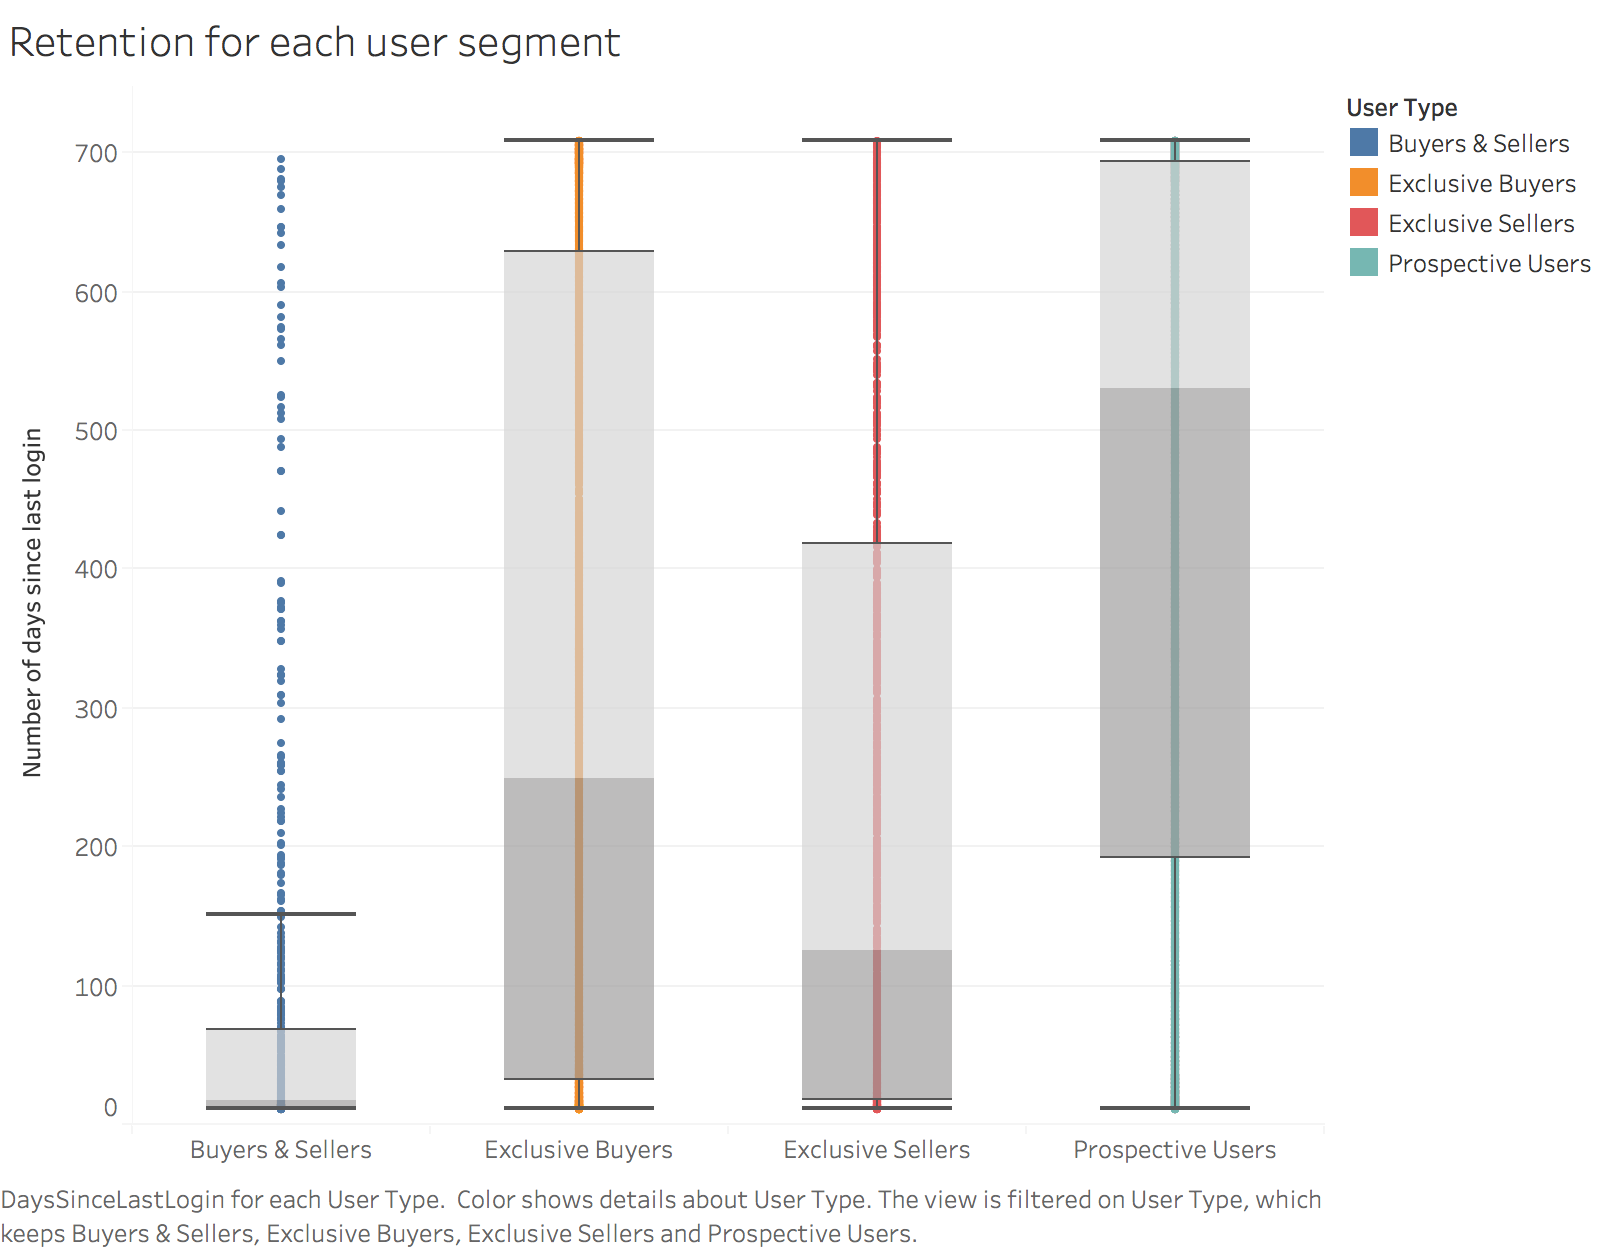 Retention for each user segment
User Type
Buyers & Sellers
Exclusive Buyers
Exclusive Sellers
Prospective Users
Number of days since last login
700
600
500
400
300
200
100
0
Buyers & Sellers
Exclusive Buyers
Exclusive Sellers
Prospective Users
DaysSinceLastLogin for each User Type.  Color shows details about User Type. The view is filtered on User Type, which
keeps Buyers & Sellers, Exclusive Buyers, Exclusive Sellers and Prospective Users.